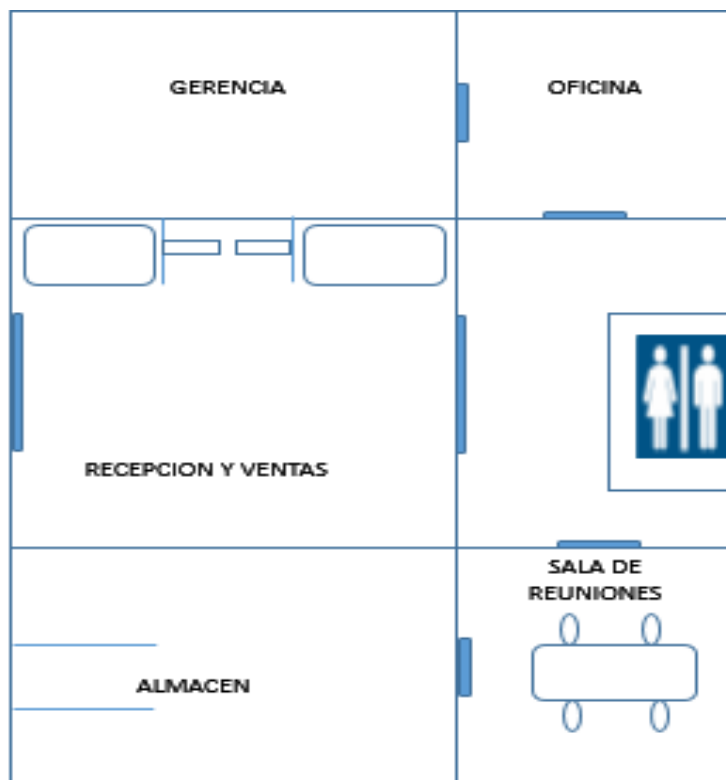 GERENCIA
OFICINA
RECEPCION Y VENTAS
SALA DE
REUNIONES
ALMACEN